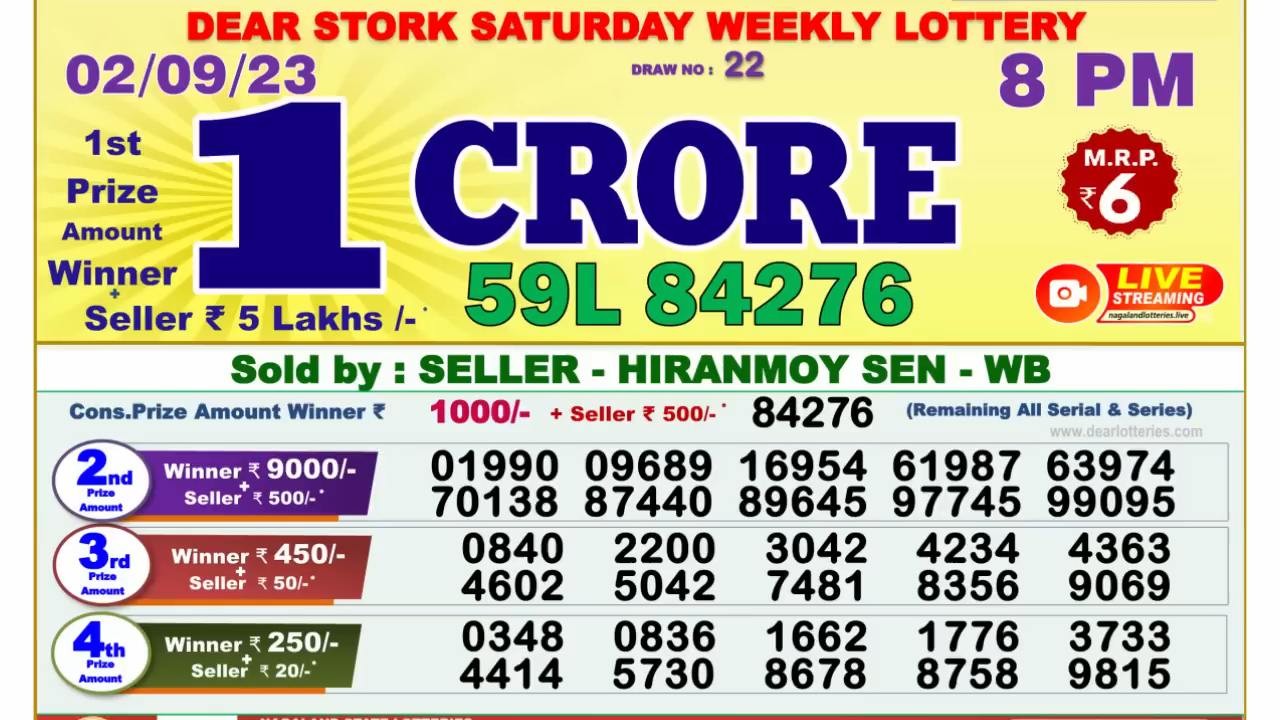 DEAR STORK SATURDAY WEEKLY LOTTERY
02/09/23
DRAW NO : 22
8 PM
1st
Prize
Amount
Winner
+
Seller ₹ 5 Lakhs /-*
1 CRORE
59L 84276
M.R.P.
₹6
LIVE
STREAMING
nagalandlotteries.live
Sold by : SELLER - HIRANMOY SEN - WB
Cons.Prize Amount Winner ₹ 1000/- + Seller ₹ 500/-* 84276 (Remaining All Serial & Series)
www.dearlotteries.com
2nd
Prize
Amount
Winner ₹ 9000/-
+
Seller ₹ 500/-*
01990 09689 16954 61987 63974
70138 87440 89645 97745 99095
3rd
Prize
Amount
Winner ₹ 450/-
+
Seller ₹ 50/-*
0840 2200 3042 4234 4363
4602 5042 7481 8356 9069
4th
Prize
Amount
Winner ₹ 250/-
+
Seller ₹ 20/-*
0348 0836 1662 1776 3733
4414 5730 8678 8758 9815